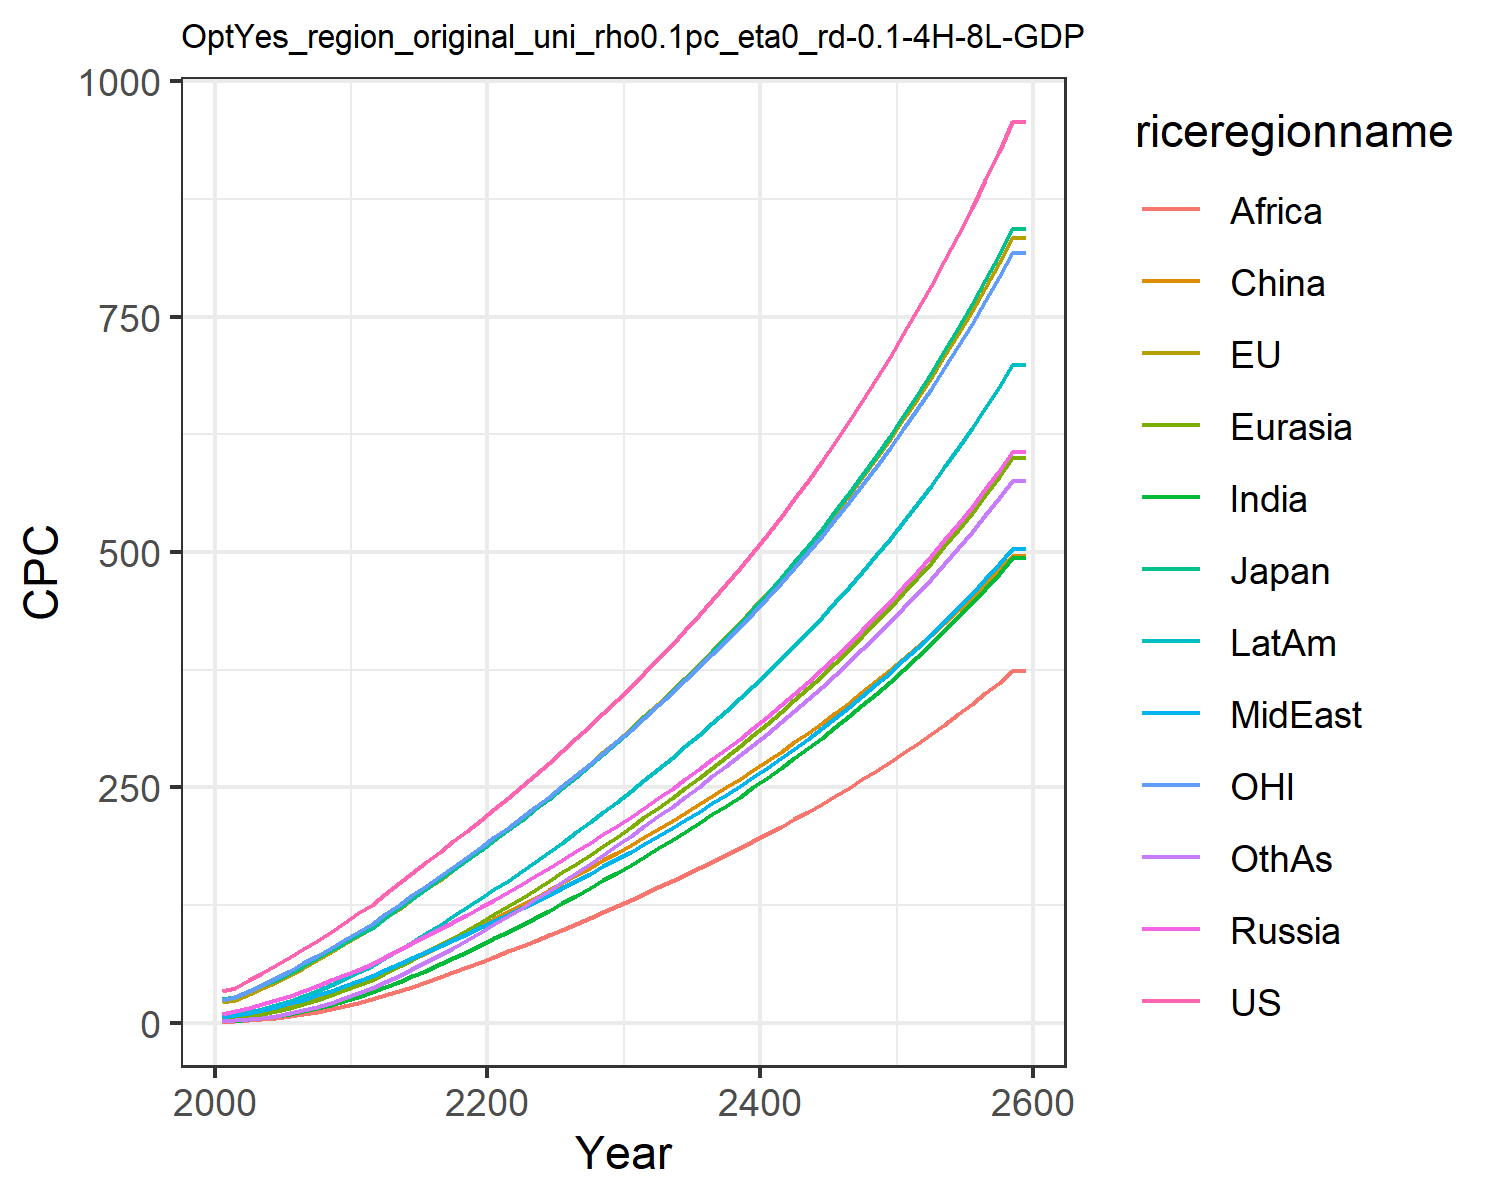 OptYes_region_original_uni_rho0.1pc_eta0_rd-0.1-4H-8L-GDP
1000
750
500
250
0
CPC
2000 2200 2400 2600
Year
riceregionname
Africa
China
EU
Eurasia
India
Japan
LatAm
MidEast
OHI
OthAs
Russia
US